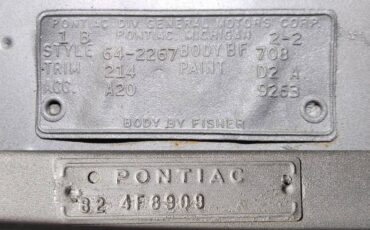 PONTIAC DIV. GENERAL MOTORS CORP.
1 B PONTIAC, MICHIGAN 2-2
STYLE 64-2267 BODY BF 708
TRIM 214 PAINT D2 A
ACC. A20 9263
BODY BY FISHER
PONTIAC
82 4F8909